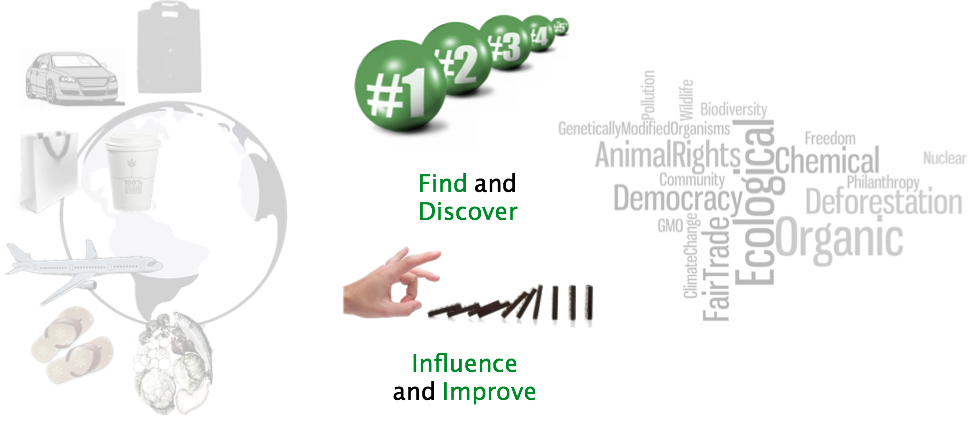 #1
#2
#3
#4
#5
Find and
Discover
Influence
and Improve
100%
Pollution
Wildlife
Biodiversity
GeneticallyModifiedOrganisms
Freedom
AnimalRights
Ecological
Chemical
Nuclear
Community
Philanthropy
Democracy
Deforestation
GMO
ClimateChange
FairTrade
Organic